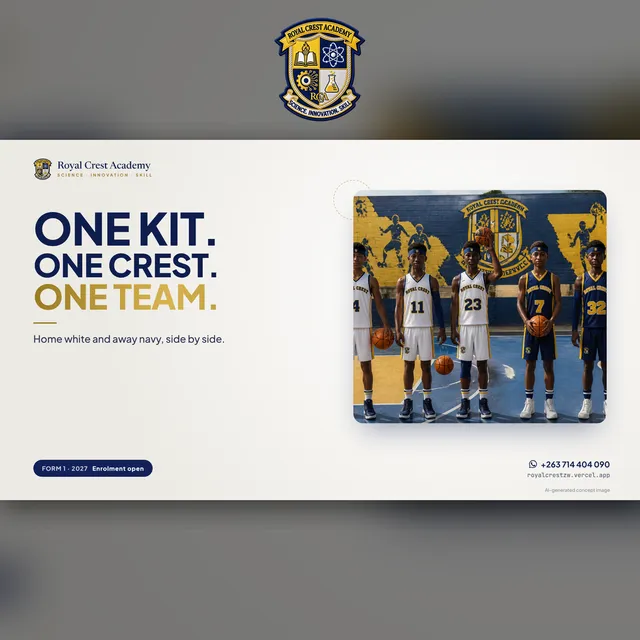 ROYAL CREST ACADEMY
RCA
SCIENCE. INNOVATION. SKILL
Royal Crest Academy
SCIENCE · INNOVATION · SKILL
ONE KIT.
ONE CREST.
ONE TEAM.
Home white and away navy, side by side.
ROYAL CREST ACADEMY
4
11
23
7
32
FORM 1 - 2027 Enrolment open
+263 714 404 090
royalcrestzw.vercel.app
AI-generated concept image